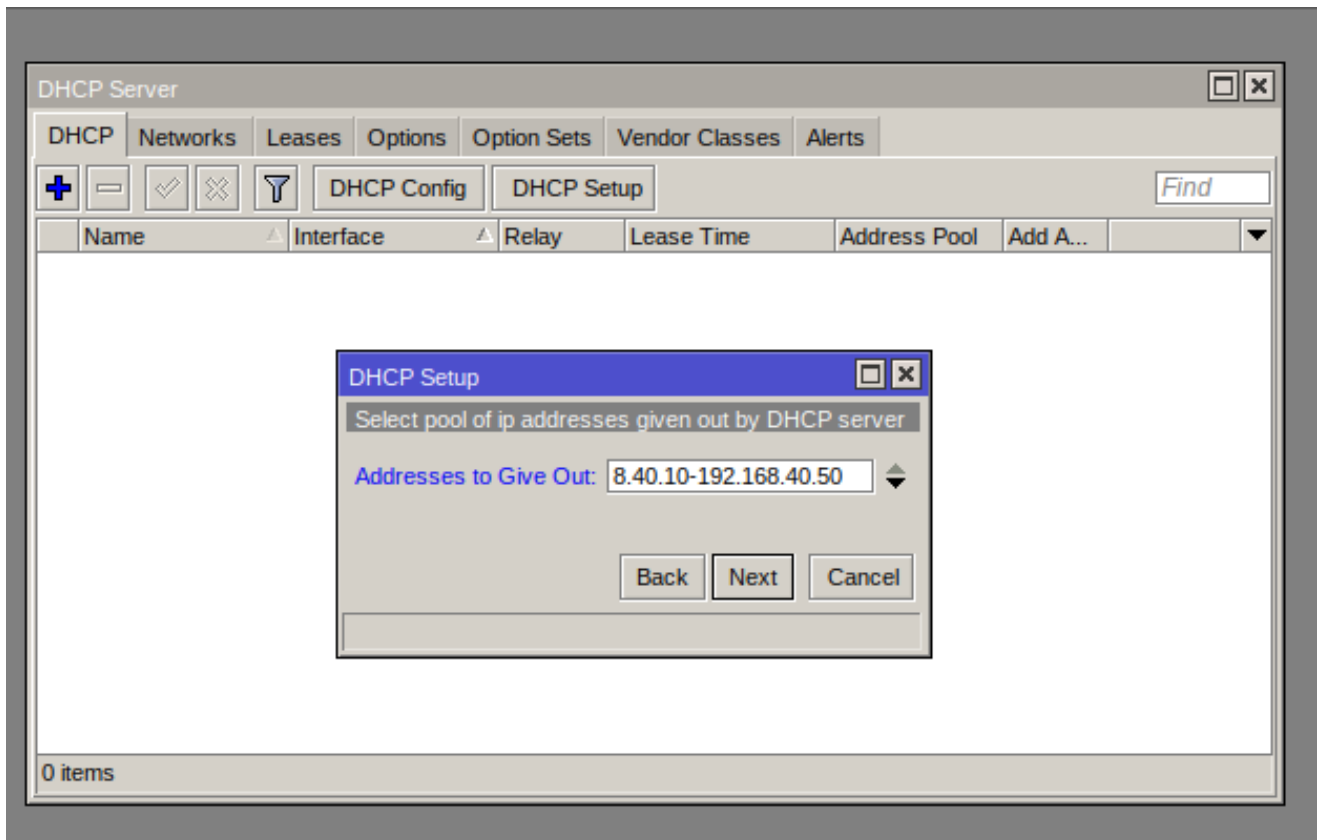 DHCP Server
DHCP Networks Leases Options Option Sets Vendor Classes Alerts
DHCP Config DHCP Setup Find
Name Interface Relay Lease Time Address Pool Add A...
DHCP Setup
Select pool of ip addresses given out by DHCP server
Addresses to Give Out: 8.40.10-192.168.40.50
Back Next Cancel
0 items